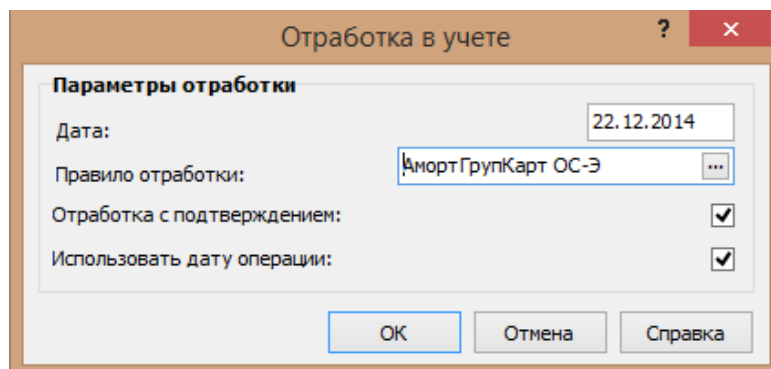 Отработка в учете ? ×
Параметры отработки
Дата: 22.12.2014
Правило отработки: АмортГрупКарт ОС-Э ...
Отработка с подтверждением:
Использовать дату операции:
ОК Отмена Справка